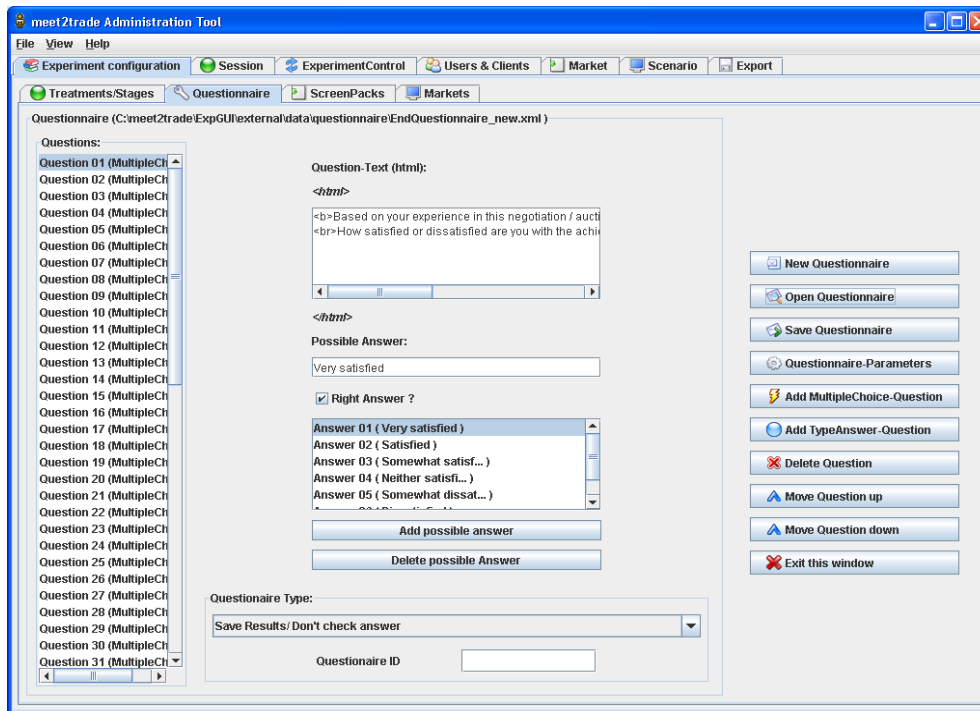 meet2trade Administration Tool
File View Help
Experiment configuration Session ExperimentControl Users & Clients Market Scenario Export
Treatments/Stages Questionnaire ScreenPacks Markets
Questionnaire (C:\meet2trade\ExpGUI\external\data\questionnaire\EndQuestionnaire_new.xml )
Questions:
Question 01 (MultipleCh
Question 02 (MultipleCh
Question 03 (MultipleCh
Question 04 (MultipleCh
Question 05 (MultipleCh
Question 06 (MultipleCh
Question 07 (MultipleCh
Question 08 (MultipleCh
Question 09 (MultipleCh
Question 10 (MultipleCh
Question 11 (MultipleCh
Question 12 (MultipleCh
Question 13 (MultipleCh
Question 14 (MultipleCh
Question 15 (MultipleCh
Question 16 (MultipleCh
Question 17 (MultipleCh
Question 18 (MultipleCh
Question 19 (MultipleCh
Question 20 (MultipleCh
Question 21 (MultipleCh
Question 22 (MultipleCh
Question 23 (MultipleCh
Question 24 (MultipleCh
Question 25 (MultipleCh
Question 26 (MultipleCh
Question 27 (MultipleCh
Question 28 (MultipleCh
Question 29 (MultipleCh
Question 30 (MultipleCh
Question 31 (MultipleCh
Question-Text (html):
<html>
<b>Based on your experience in this negotiation / aucti
<br>How satisfied or dissatisfied are you with the achi
</html>
Possible Answer:
Very satisfied
Right Answer ?
Answer 01 ( Very satisfied )
Answer 02 ( Satisfied )
Answer 03 ( Somewhat satisf... )
Answer 04 ( Neither satisfi... )
Answer 05 ( Somewhat dissat... )
Add possible answer
Delete possible Answer
Questionaire Type:
Save Results/Don't check answer
Questionaire ID
New Questionnaire
Open Questionnaire
Save Questionnaire
Questionnaire-Parameters
Add MultipleChoice-Question
Add TypeAnswer-Question
Delete Question
Move Question up
Move Question down
Exit this window